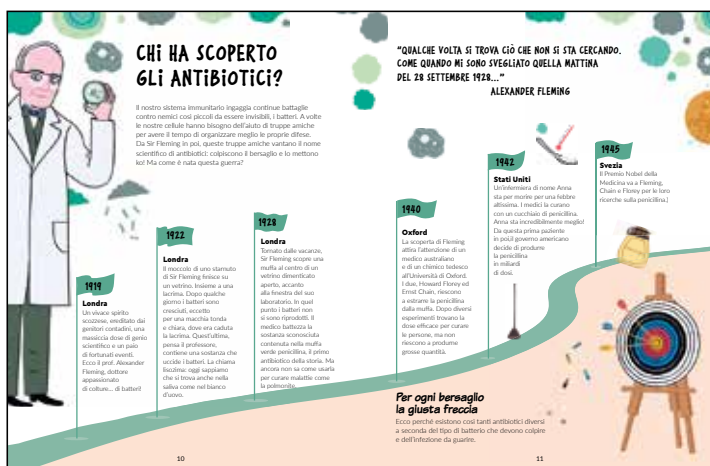 CHI HA SCOPERTO
GLI ANTIBIOTICI?
Il nostro sistema immunitario ingaggia continue battaglie
contro nemici così piccoli da essere invisibili, i batteri. A volte
le nostre cellule hanno bisogno dell'aiuto di truppe amiche
per avere il tempo di organizzare meglio le proprie difese.
Da Sir Fleming in poi, queste truppe amiche vantano il nome
scientifico di antibiotici: colpiscono il bersaglio e lo mettono
ko! Ma come è nata questa guerra?
1919
Londra
Un vivace spirito
scozzese, ereditato dai
genitori contadini, una
massiccia dose di genio
scientifico e un paio
di fortunati eventi.
Ecco il prof. Alexander
Fleming, dottore
appassionato
di colture... di batteri!
1922
Londra
Il moccolo di uno starnuto
di Sir Fleming finisce su
un vetrino. Insieme a una
lacrima. Dopo qualche
giorno i batteri sono
cresciuti, eccetto
per una macchia tonda
e chiara, dove era caduta
la lacrima. Quest'ultima,
pensa il professore,
contiene una sostanza che
uccide i batteri. La chiama
lisozima: oggi sappiamo
che si trova anche nella
saliva come nel bianco
d'uovo.
1928
Londra
Tornato dalle vacanze,
Sir Fleming scopre una
muffa al centro di un
vetrino dimenticato
aperto, accanto
alla finestra del suo
laboratorio. In quel
punto i batteri non
si sono riprodotti. Il
medico battezza la
sostanza sconosciuta
contenuta nella muffa
verde penicillina, il primo
antibiotico della storia. Ma
ancora non sa come usarla
per curare malattie come
la polmonite.
10
"QUALCHE VOLTA SI TROVA CIÒ CHE NON SI STA CERCANDO.
COME QUANDO MI SONO SVEGLIATO QUELLA MATTINA
DEL 28 SETTEMBRE 1928..."
ALEXANDER FLEMING
1940
Oxford
La scoperta di Fleming
attira l'attenzione di un
medico australiano
e di un chimico tedesco
all'Università di Oxford.
I due, Howard Florey ed
Ernst Chain, riescono
a estrarre la penicillina
dalla muffa. Dopo diversi
esperimenti trovano la
dose efficace per curare
le persone, ma non
riescono a produrne
grosse quantità.
1942
Stati Uniti
Un'infermiera di nome Anna
sta per morire per una febbre
altissima. I medici la curano
con un cucchiaio di penicillina.
Anna sta incredibilmente meglio!
Da questa prima paziente
in poi,il governo americano
decide di produrre
la penicillina
in miliardi
di dosi.
1945
Svezia
Il Premio Nobel della
Medicina va a Fleming,
Chain e Florey per le loro
ricerche sulla penicillina.)
Per ogni bersaglio
la giusta freccia
Ecco perché esistono così tanti antibiotici diversi
a seconda del tipo di batterio che devono colpire
e dell'infezione da guarire.
11